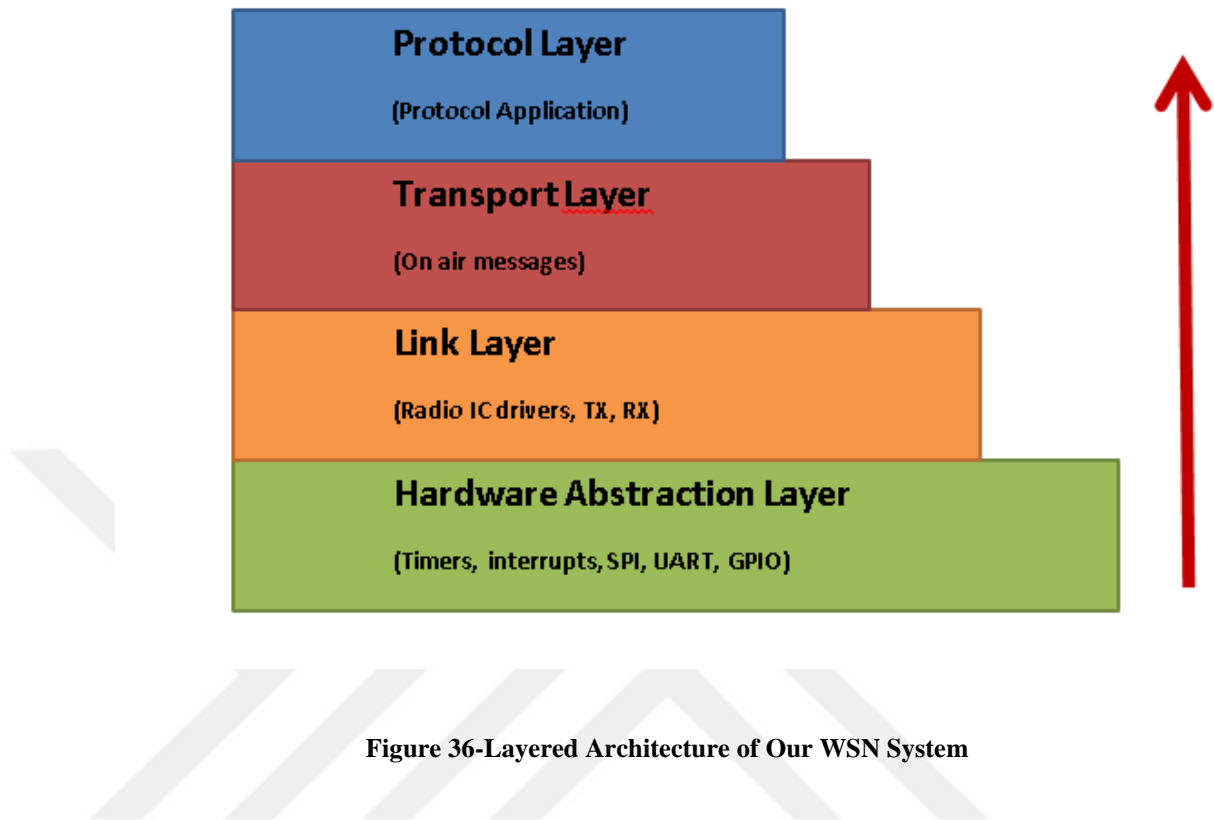 Protocol Layer
(Protocol Application)
Transport Layer
(On air messages)
Link Layer
(Radio IC drivers, TX, RX)
Hardware Abstraction Layer
(Timers, interrupts, SPI, UART, GPIO)
Figure 36-Layered Architecture of Our WSN System